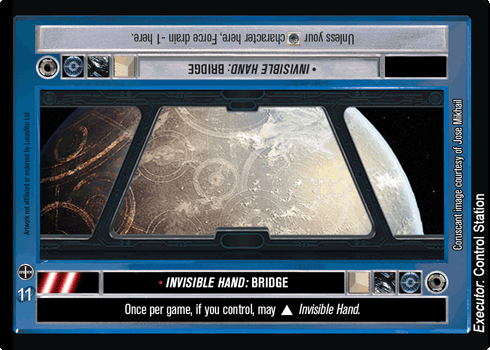 Unless your character here, Force drain - 1 here.
• INVISIBLE HAND: BRIDGE
Artwork not affiliated or endorsed by Lucasfilm Ltd
Coruscant image courtesy of Jose Mikhail
• INVISIBLE HAND: BRIDGE
11
Once per game, if you control, may ▲ Invisible Hand.
Executor: Control Station